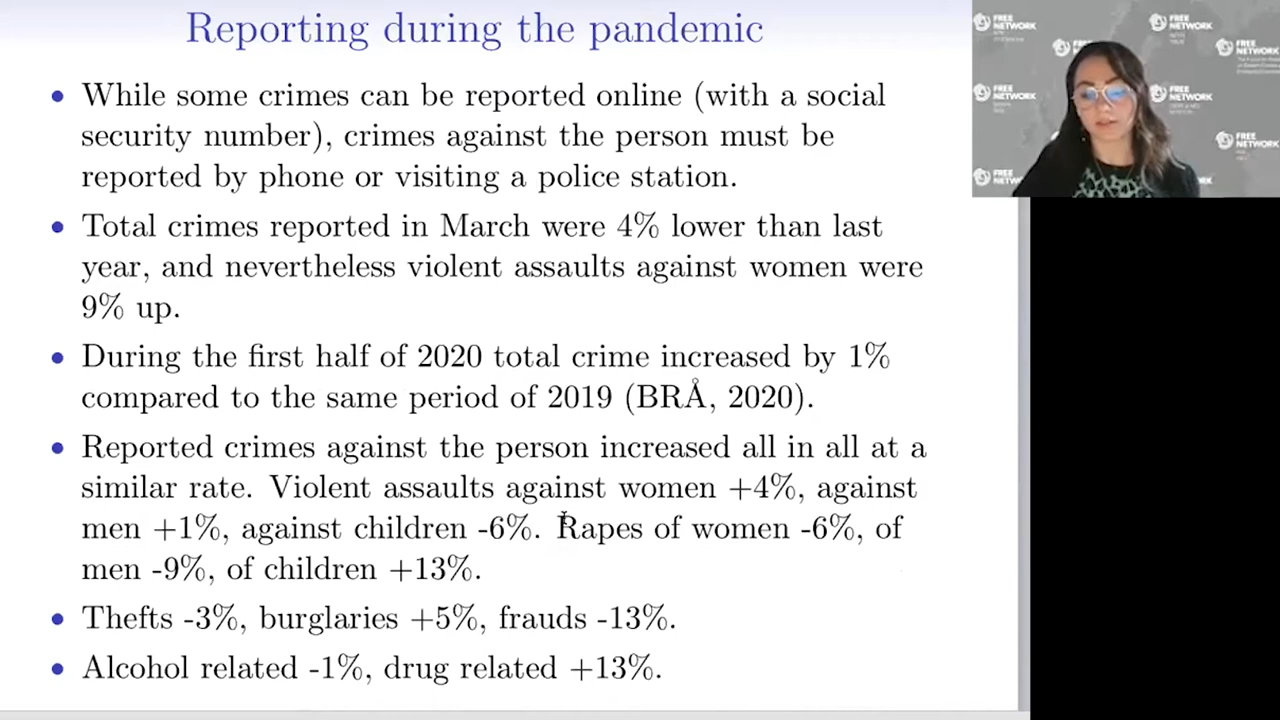 Reporting during the pandemic
• While some crimes can be reported online (with a social
security number), crimes against the person must be
reported by phone or visiting a police station.
• Total crimes reported in March were 4% lower than last
year, and nevertheless violent assaults against women were
9% up.
• During the first half of 2020 total crime increased by 1%
compared to the same period of 2019 (BRÅ, 2020).
• Reported crimes against the person increased all in all at a
similar rate. Violent assaults against women +4%, against
men +1%, against children -6%. Rapes of women -6%, of
men -9%, of children +13%.
• Thefts -3%, burglaries +5%, frauds -13%.
• Alcohol related -1%, drug related +13%.
FREE
NETWORK
FREE
NETWORK
FREE
NETWORK
FREE
NETWORK
FREE
NETWORK
FREE
NETWORK
FREE